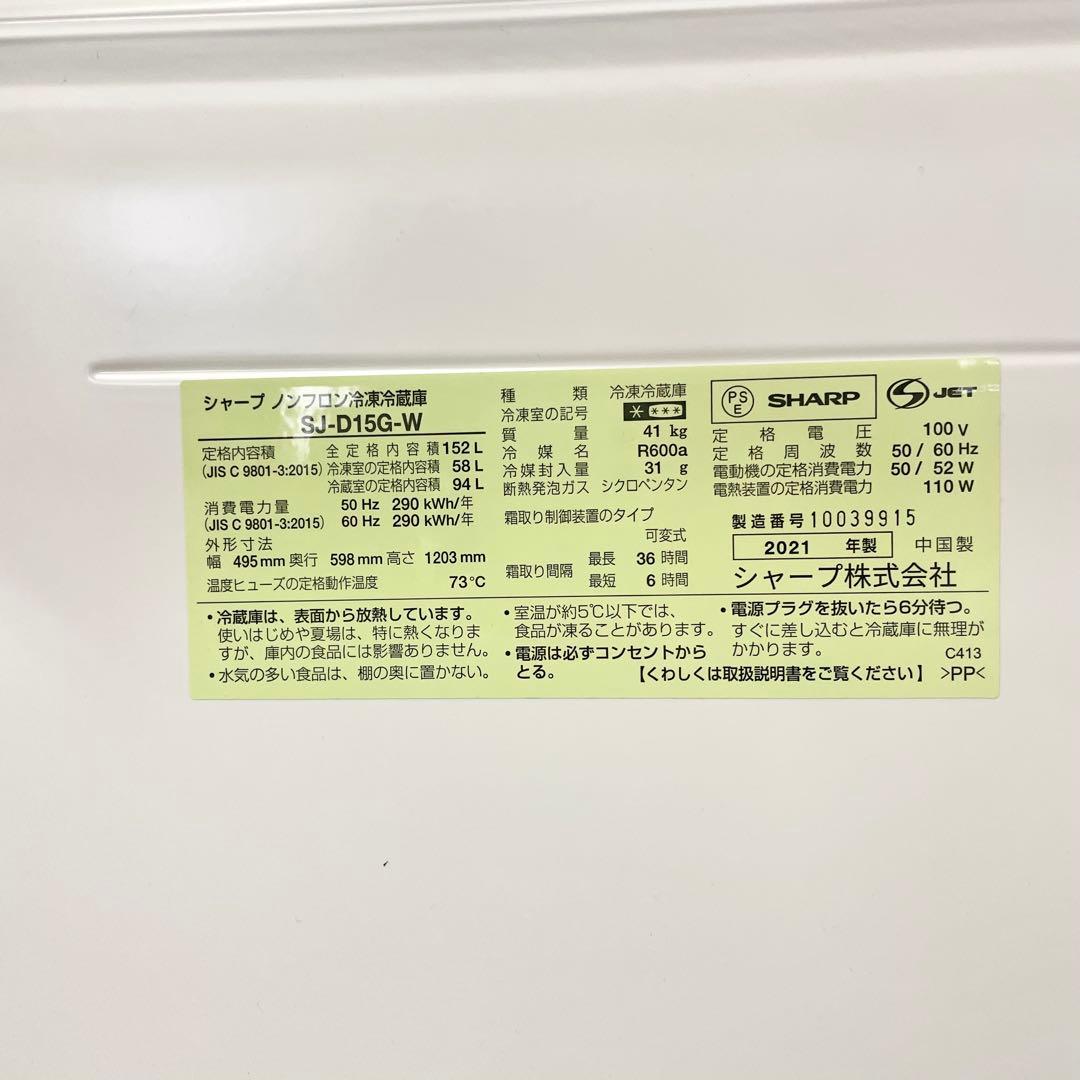 シャープ ノンフロン冷凍冷蔵庫
SJ-D15G-W
定格内容積 全定格内容積 152 L
(JIS C 9801-3:2015) 冷凍室の定格内容積 58 L
冷蔵室の定格内容積 94 L
消費電力量 50 Hz 290 kWh/年
(JIS C 9801-3:2015) 60 Hz 290 kWh/年
外形寸法
幅 495 mm 奥行 598 mm 高さ 1203 mm
温度ヒューズの定格動作温度 73℃
種類 冷凍冷蔵庫
冷凍室の記号 * ***
質量 41 kg
冷媒名 R600a
冷媒封入量 31 g
断熱発泡ガス シクロペンタン
霜取り制御装置のタイプ
可変式
霜取り間隔 最長 36 時間
最短 6 時間
PS
E
SHARP
S JET
定格電圧 100 V
定格周波数 50 / 60 Hz
電動機の定格消費電力 50 / 52 W
電熱装置の定格消費電力 110 W
製造番号 10039915
2021 年製 中国製
シャープ株式会社
・冷蔵庫は、表面から放熱しています。
使いはじめや夏場は、特に熱くなりま
すが、庫内の食品には影響ありません。
・水気の多い食品は、棚の奥に置かない。
・室温が約5℃以下では、
食品が凍ることがあります。
・電源は必ずコンセントから
とる。
・電源プラグを抜いたら6分待つ。
すぐに差し込むと冷蔵庫に無理が
かかります。 C413
【くわしくは取扱説明書をご覧ください】 >PP<